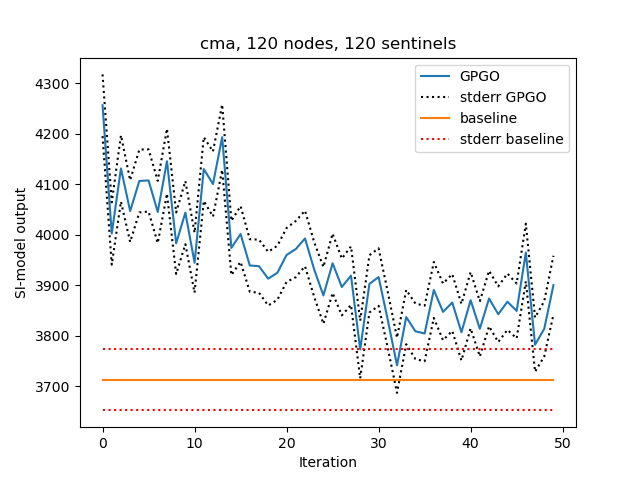 cma, 120 nodes, 120 sentinels
GPGO
stderr GPGO
baseline
stderr baseline
SI-model output
4300
4200
4100
4000
3900
3800
3700
0 10 20 30 40 50
Iteration